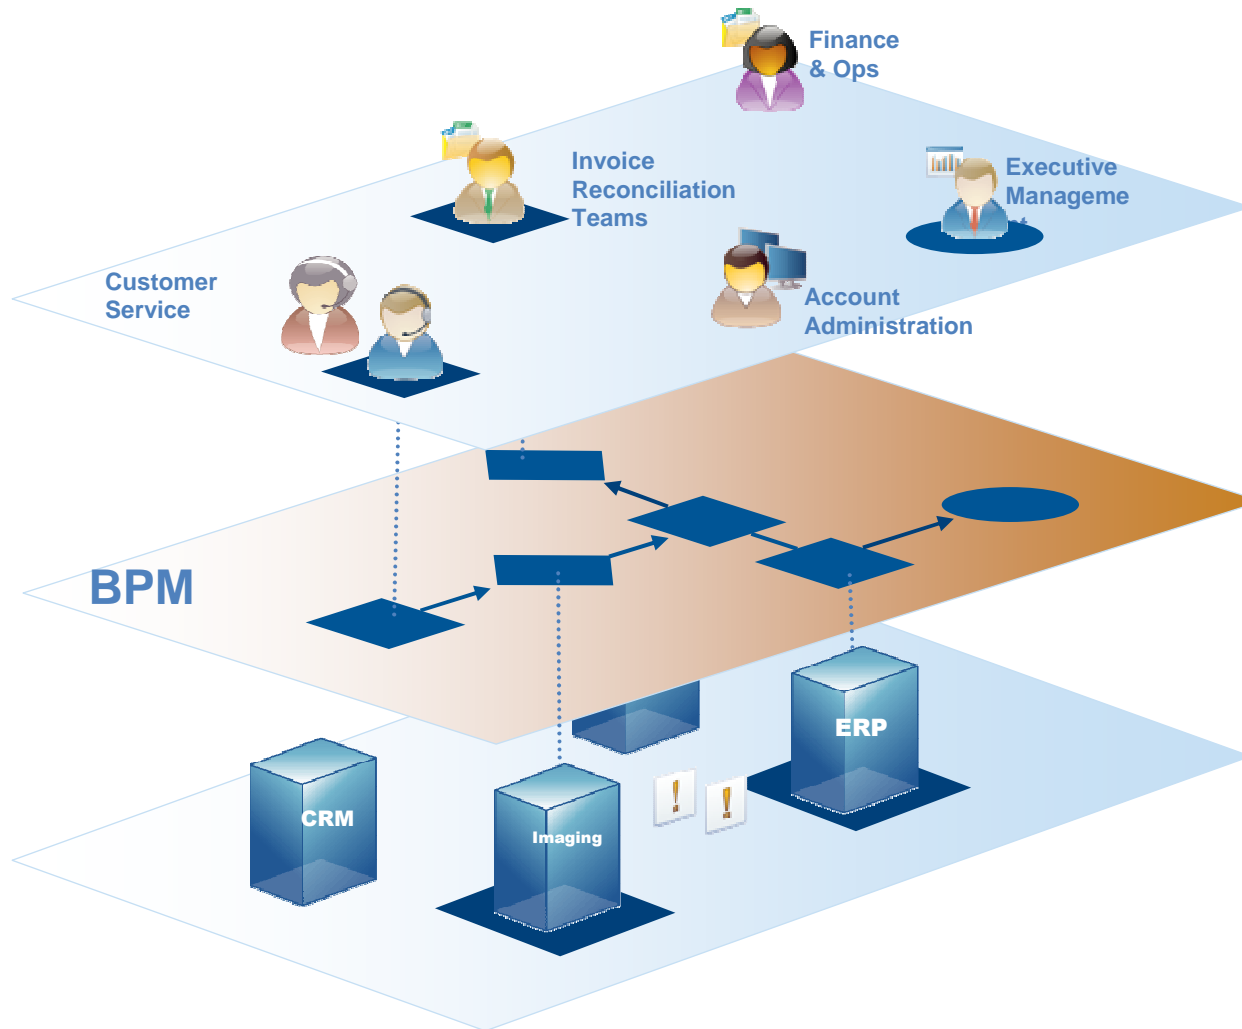 Finance
& Ops
Invoice
Reconciliation
Teams
Executive
Manageme
Customer
Service
Account
Administration
BPM
ERP
CRM
Imaging